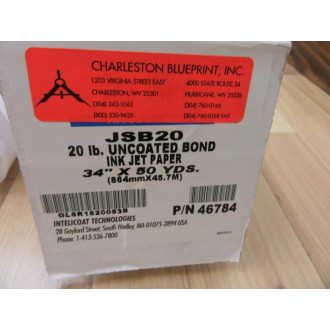 CHARLESTON BLUEPRINT, INC.
1203 VIRGINIA STREET EAST
CHARLESTON, WV 25301
(304) 343-1063
(800) 220-9625
4000 STATE ROUTE 34
HURRICANE, WV 25526
(304) 760-0166
(304) 760-0168 FAX
JSB20
20 lb. UNCOATED BOND
INK JET PAPER
34" X 50 YDS.
(864mmX45.7M)
P/N 46784
INTELICOAT TECHNOLOGIES
28 Gaylord Street, South Hadley, MA 01075-2894 USA
Phone: 1-413-536-7800